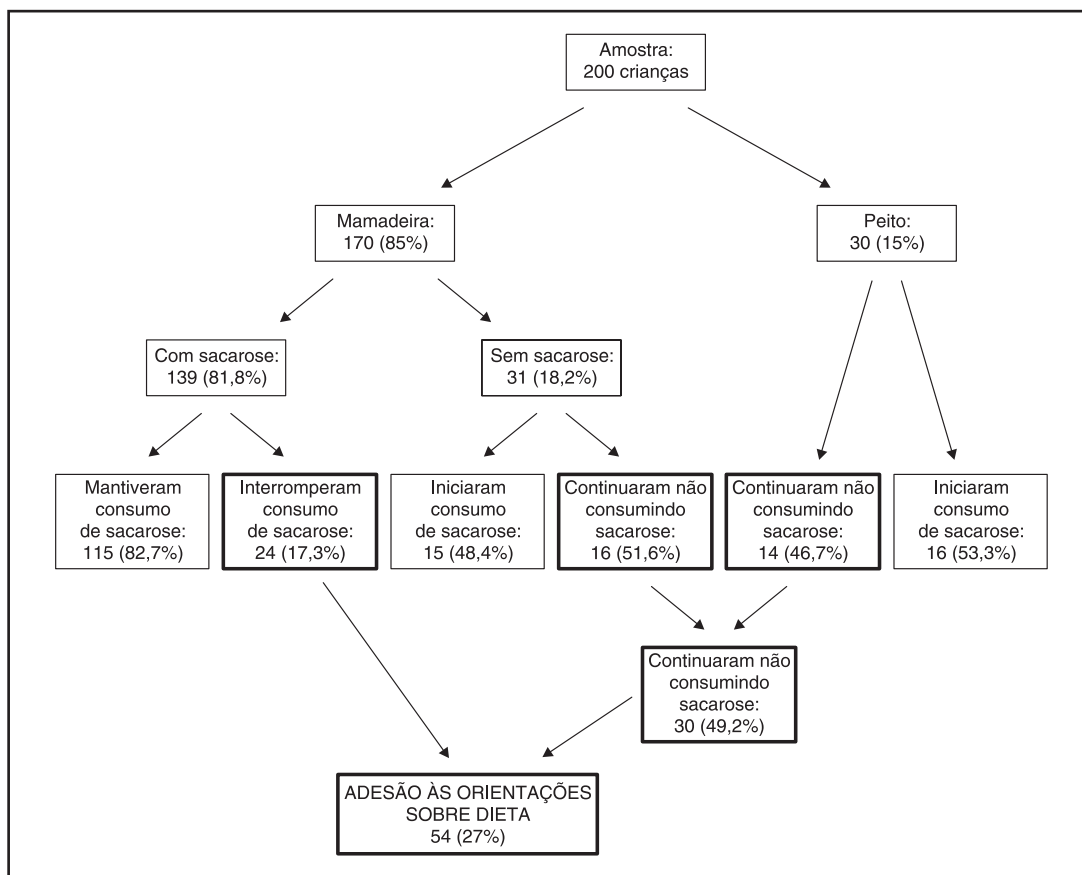 Amostra:
200 crianças
Mamadeira:
170 (85%)
Peito:
30 (15%)
Com sacarose:
139 (81,8%)
Sem sacarose:
31 (18,2%)
Mantiveram
consumo
de sacarose:
115 (82,7%)
Interromperam
consumo
de sacarose:
24 (17,3%)
Iniciaram
consumo
de sacarose:
15 (48,4%)
Continuaram não
consumindo
sacarose:
16 (51,6%)
Continuaram não
consumindo
sacarose:
14 (46,7%)
Iniciaram
consumo
de sacarose:
16 (53,3%)
Continuaram não
consumindo
sacarose:
30 (49,2%)
ADESÃO ÀS ORIENTAÇÕES
SOBRE DIETA
54 (27%)